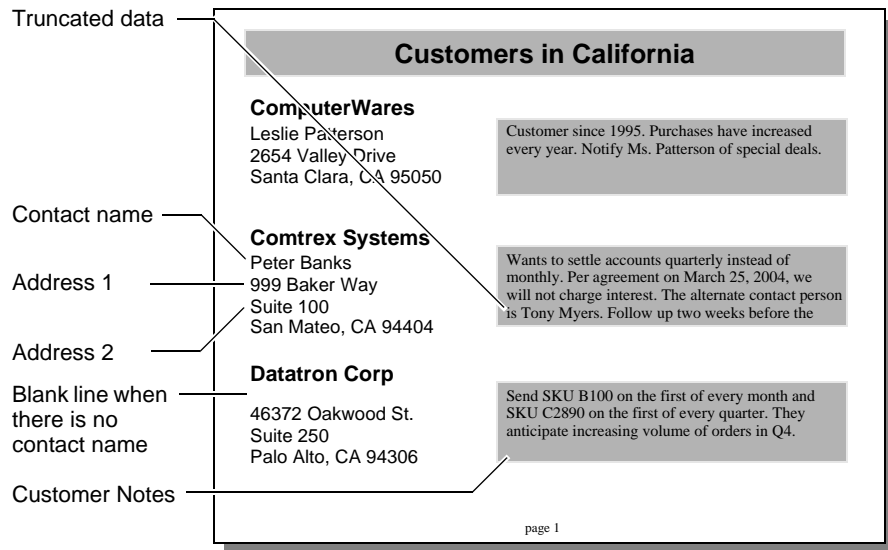 Truncated data
Customers in California
ComputerWares
Leslie Patterson
2654 Valley Drive
Santa Clara, CA 95050
Customer since 1995. Purchases have increased
every year. Notify Ms. Patterson of special deals.
Contact name
Address 1
Address 2
Comtrex Systems
Peter Banks
999 Baker Way
Suite 100
San Mateo, CA 94404
Wants to settle accounts quarterly instead of
monthly. Per agreement on March 25, 2004, we
will not charge interest. The alternate contact person
is Tony Myers. Follow up two weeks before the
Blank line when
there is no
contact name
Datatron Corp
46372 Oakwood St.
Suite 250
Palo Alto, CA 94306
Send SKU B100 on the first of every month and
SKU C2890 on the first of every quarter. They
anticipate increasing volume of orders in Q4.
Customer Notes
page 1